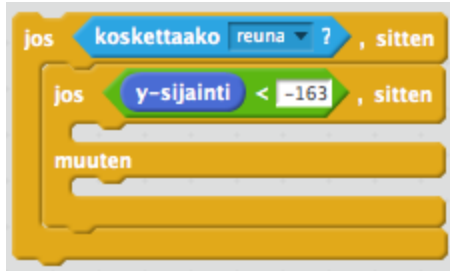 jos koskettaako reuna ? , sitten
jos y-sijainti < -163 , sitten
muuten